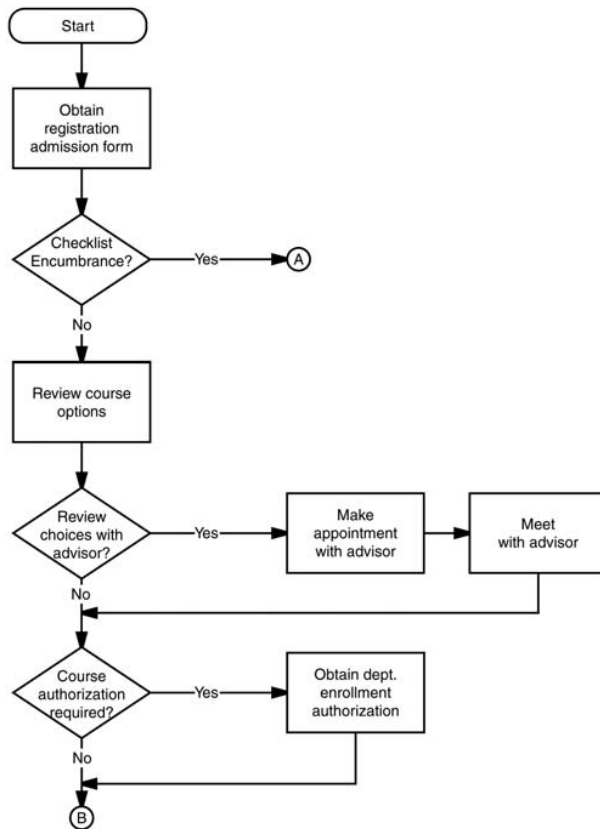 Start
Obtain
registration
admission form
Checklist
Encumbrance?
Yes
A
No
Review course
options
Review
choices with
advisor?
Yes
Make
appointment
with advisor
Meet
with advisor
No
Course
authorization
required?
Yes
Obtain dept.
enrollment
authorization
No
B